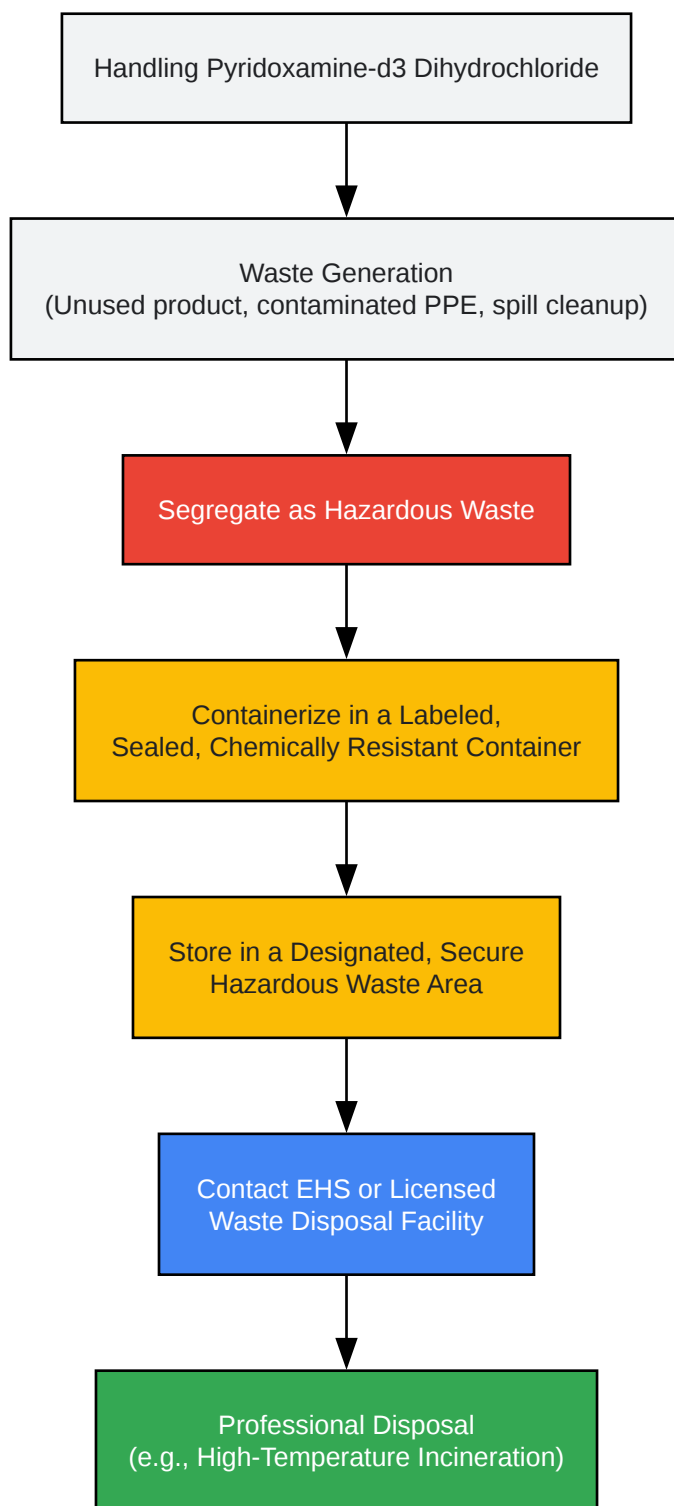 Handling Pyridoxamine-d3 Dihydrochloride
Waste Generation
(Unused product, contaminated PPE, spill cleanup)
Segregate as Hazardous Waste
Containerize in a Labeled,
Sealed, Chemically Resistant Container
Store in a Designated, Secure
Hazardous Waste Area
Contact EHS or Licensed
Waste Disposal Facility
Professional Disposal
(e.g., High-Temperature Incineration)